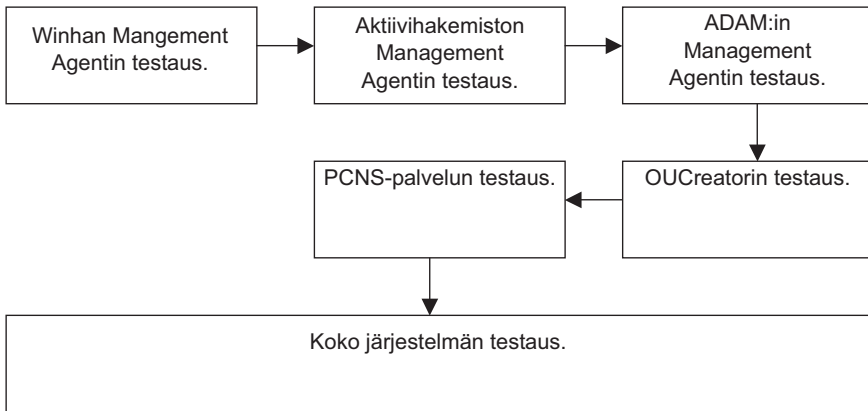 Winhan Mangement
Agentin testaus.
Aktiivihakemiston
Management
Agentin testaus.
ADAM:in
Management
Agentin testaus.
PCNS-palvelun testaus.
OUCreatorin testaus.
Koko järjestelmän testaus.